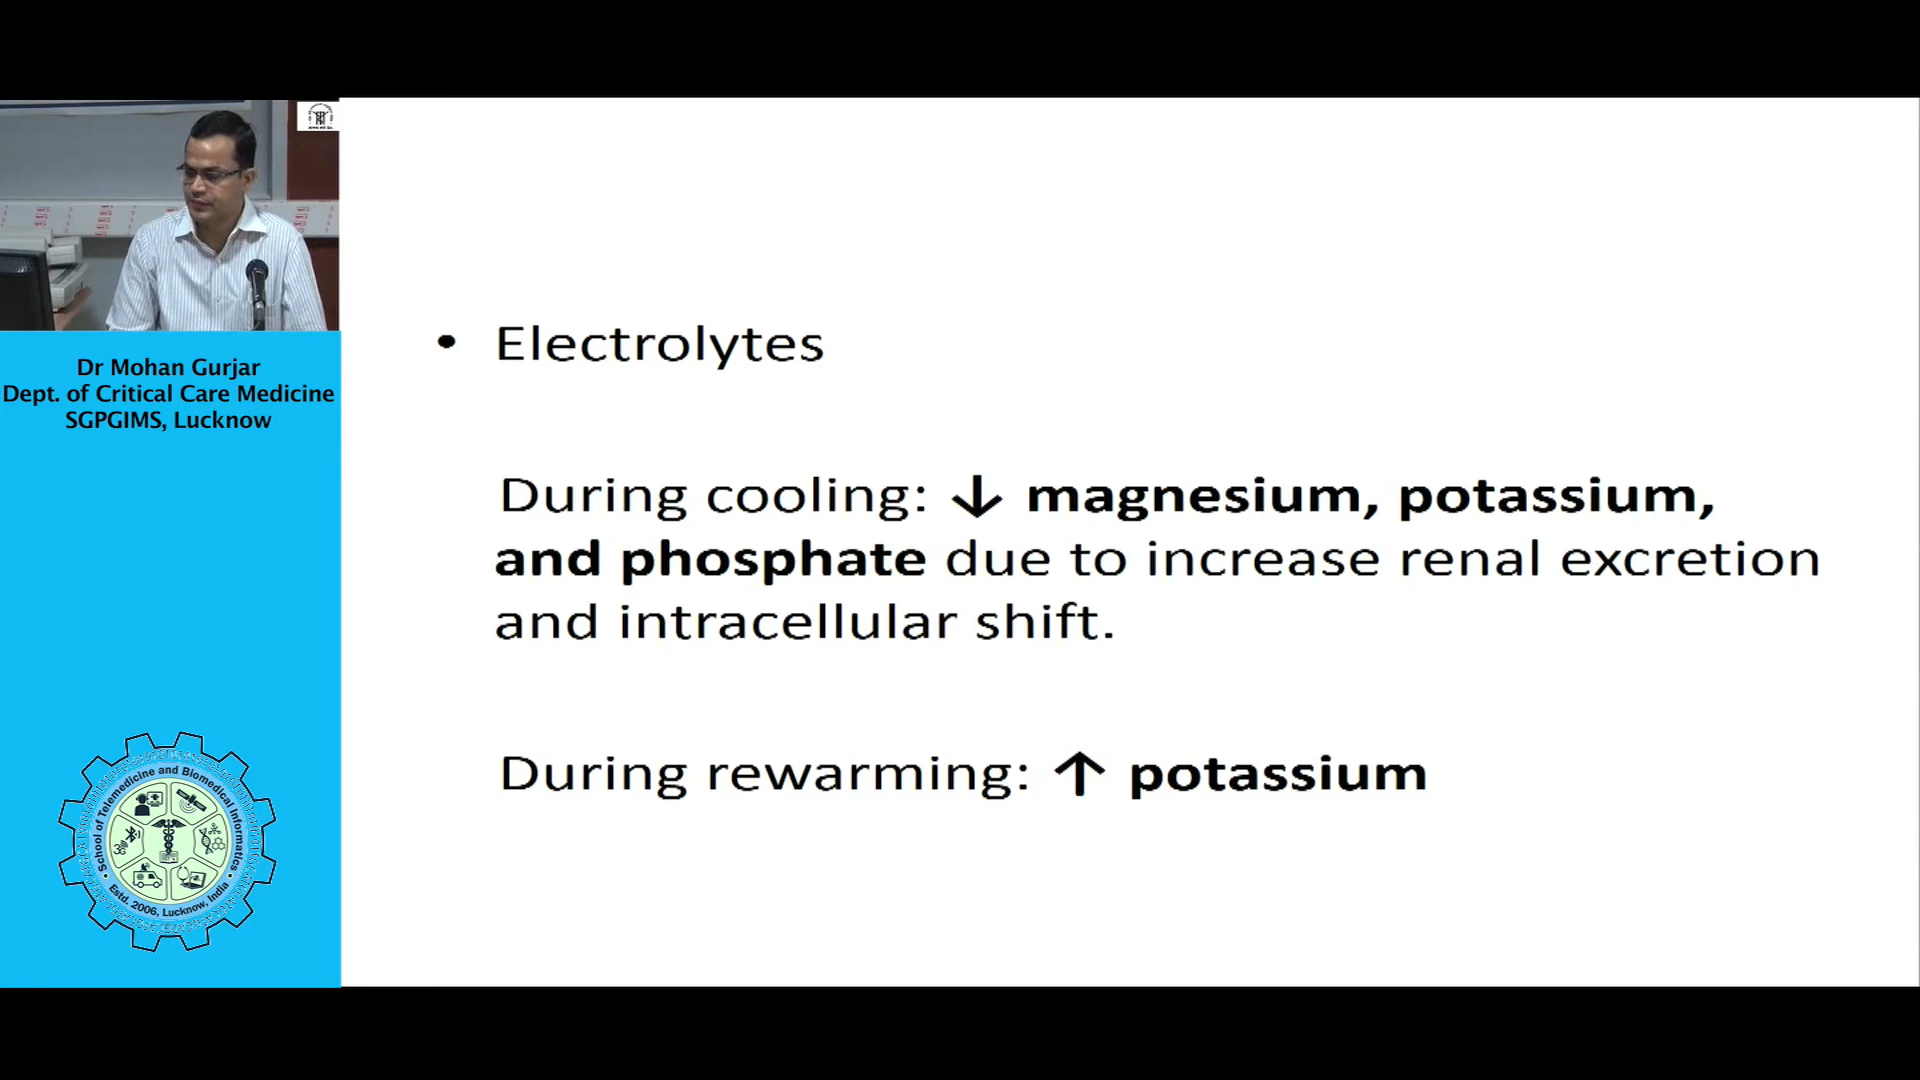 Dr Mohan Gurjar
Dept. of Critical Care Medicine
SGPGIMS, Lucknow
School of Telemedicine and Biomedical Informatics
Estd. 2006, Lucknow, India
• Electrolytes
During cooling: ↓ magnesium, potassium,
and phosphate due to increase renal excretion
and intracellular shift.
During rewarming: ↑ potassium